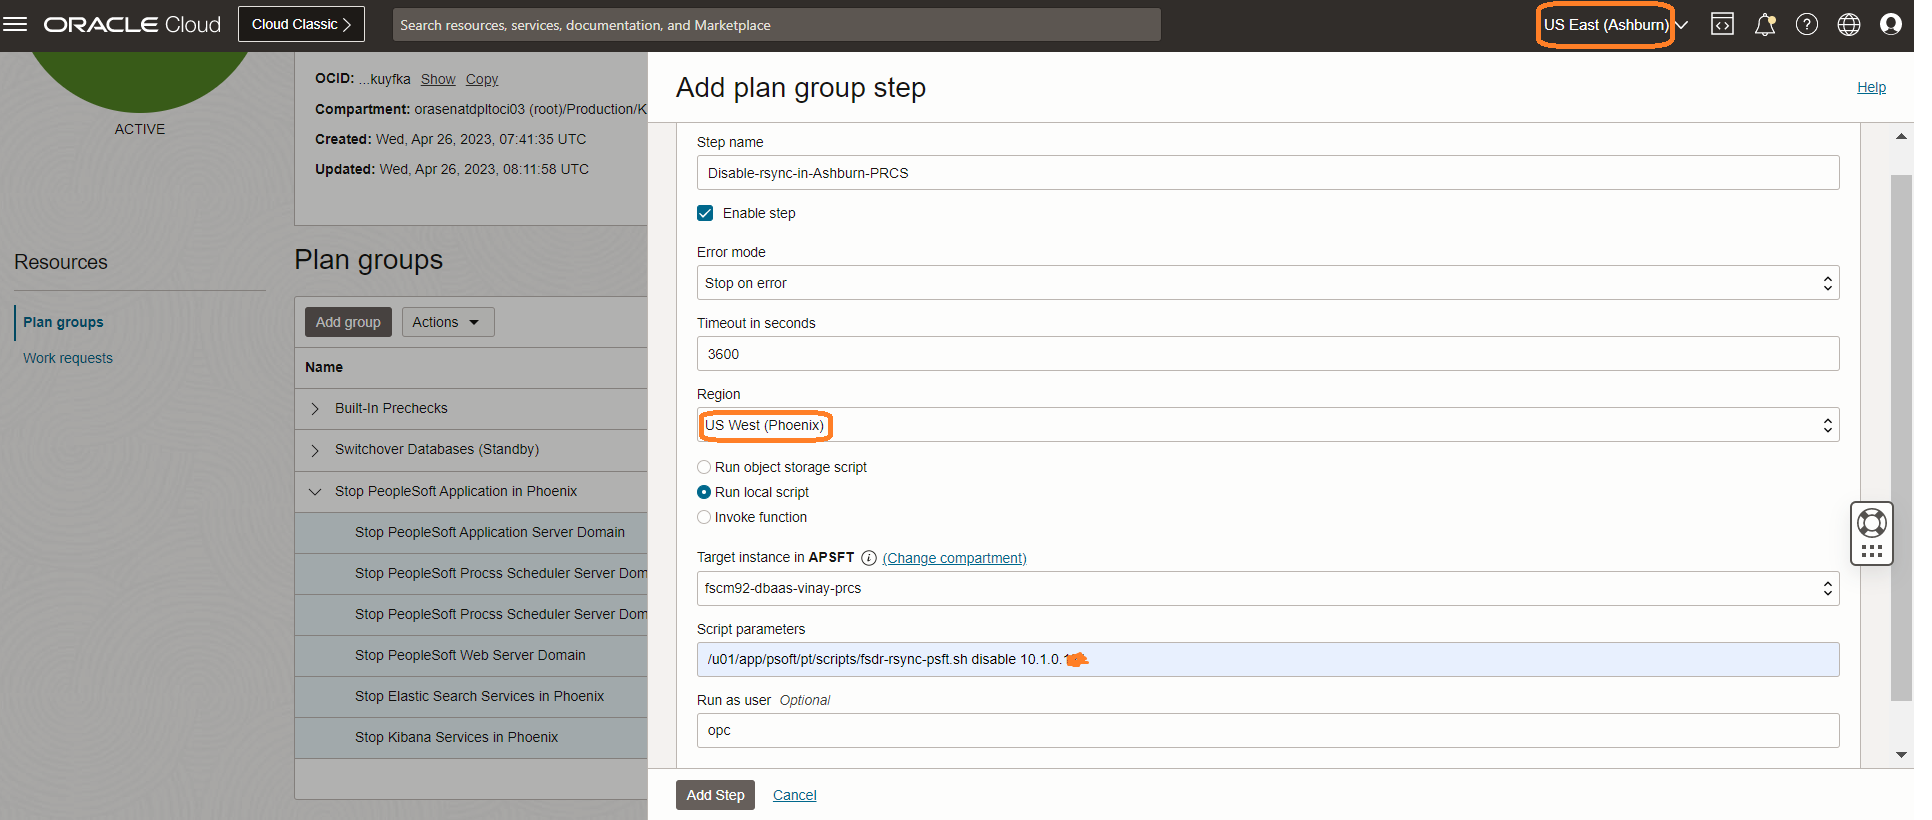 ORACLE Cloud
Cloud Classic
Search resources, services, documentation, and Marketplace
US East (Ashburn)
ACTIVE
OCID: ...kuyfka Show Copy
Compartment: orasenatdpltoci03 (root)/Production/K
Created: Wed, Apr 26, 2023, 07:41:35 UTC
Updated: Wed, Apr 26, 2023, 08:11:58 UTC
Resources
Plan groups
Work requests
Plan groups
Add group
Actions
Name
Built-In Prechecks
Switchover Databases (Standby)
Stop PeopleSoft Application in Phoenix
Stop PeopleSoft Application Server Domain
Stop PeopleSoft Procss Scheduler Server Dom
Stop PeopleSoft Procss Scheduler Server Dom
Stop PeopleSoft Web Server Domain
Stop Elastic Search Services in Phoenix
Stop Kibana Services in Phoenix
Add plan group step
Help
Step name
Disable-rsync-in-Ashburn-PRCS
Enable step
Error mode
Stop on error
Timeout in seconds
3600
Region
US West (Phoenix)
Run object storage script
Run local script
Invoke function
Target instance in APSFT (Change compartment)
fscm92-dbaas-vinay-prcs
Script parameters
/u01/app/psoft/pt/scripts/fsdr-rsync-psft.sh disable 10.1.0.
Run as user Optional
opc
Add Step
Cancel